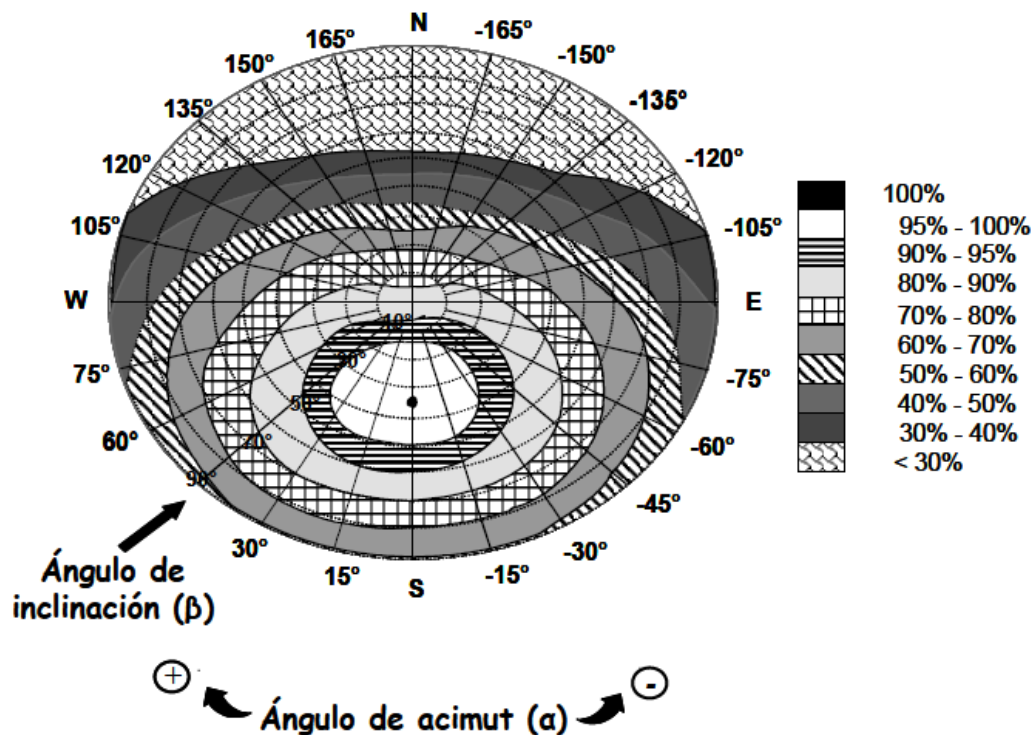 N
165º
-165º
150º
-150º
135º
-135º
120º
-120º
105º
-105º
W
E
75º
-75º
60º
-60º
-45º
30º
-30º
15º
-15º
S
10º
30º
50º
70º
90º
100%
95% - 100%
90% - 95%
80% - 90%
70% - 80%
60% - 70%
50% - 60%
40% - 50%
30% - 40%
< 30%
Ángulo de
inclinación (β)
+
-
Ángulo de acimut (α)